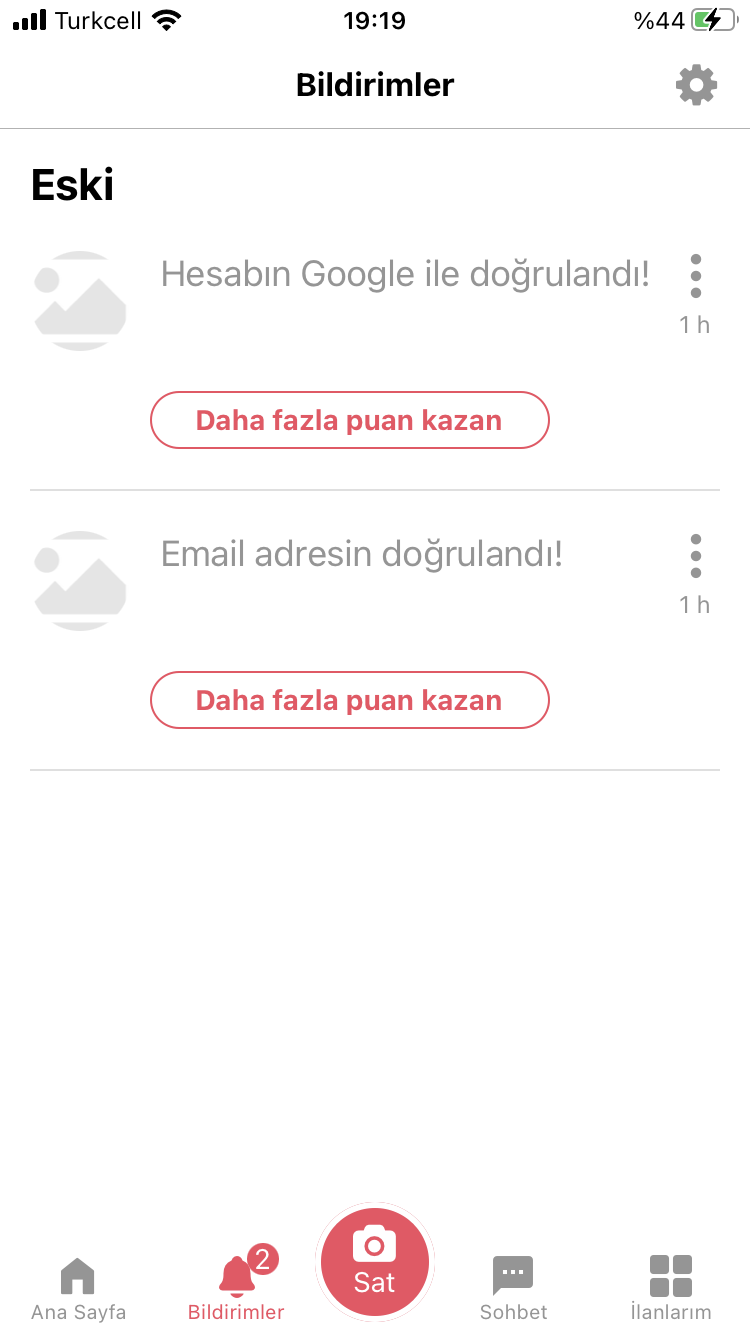 Turkcell 19:19 %44
Bildirimler
Eski
Hesabın Google ile doğrulandı!
1 h
Daha fazla puan kazan
Email adresin doğrulandı!
1 h
Daha fazla puan kazan
2
Sat
Ana Sayfa Bildirimler Sohbet İlanlarım